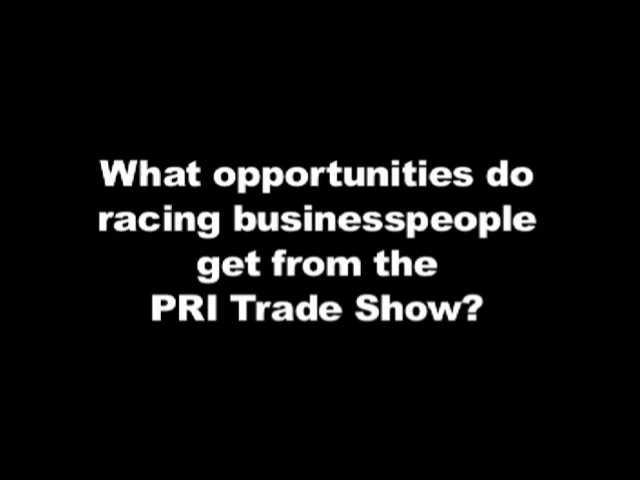 What opportunities do
racing businesspeople
get from the
PRI Trade Show?